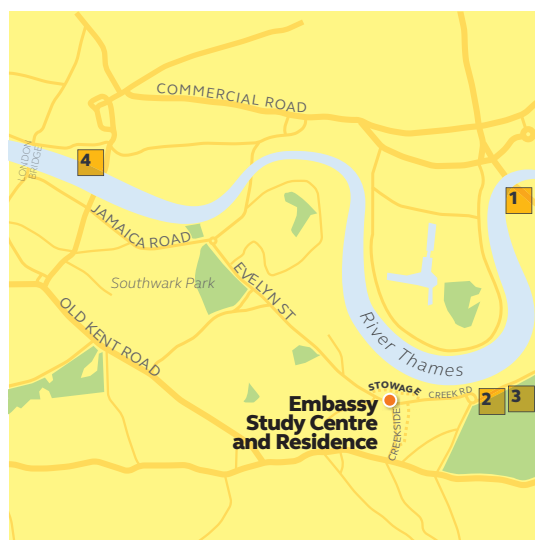 COMMERCIAL ROAD
LONDON
BRIDGE
4
1
JAMAICA ROAD
Southwark Park
EVELYN ST
OLD KENT ROAD
River Thames
STOWAGE
CREEK RD
2
3
Embassy
Study Centre
and Residence
CREEKSIDE